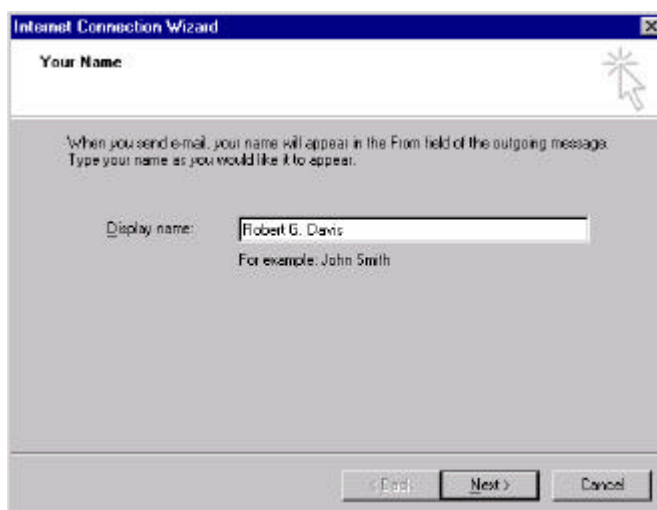 Internet Connection Wizard
Your Name
When you send e-mail, your name will appear in the From field of the outgoing message.
Type your name as you would like it to appear.
Display name: Robert G. Davis
For example: John Smith
< Back Next > Cancel